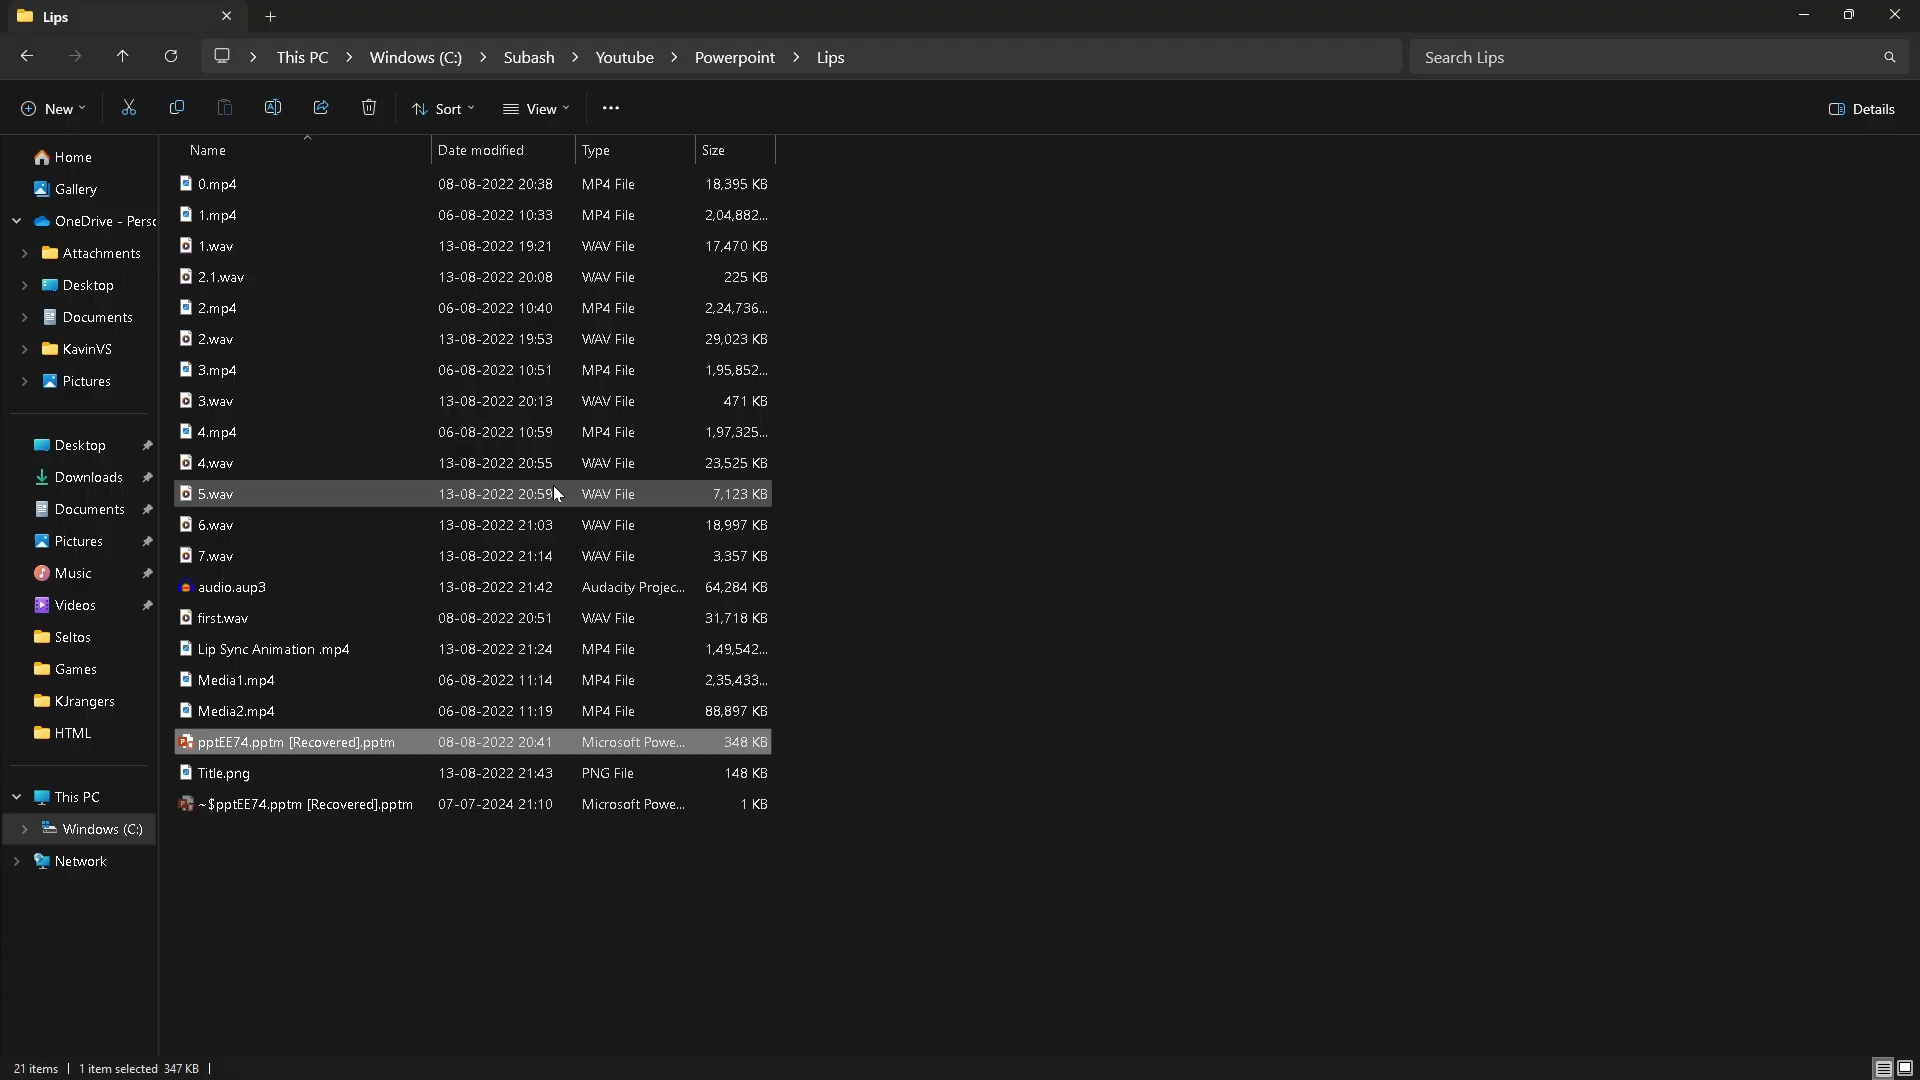 Lips
This PC > Windows (C:) > Subash > Youtube > Powerpoint > Lips
Search Lips
New
Sort
View
Details
Home
Gallery
OneDrive - Perso
Attachments
Desktop
Documents
KavinVS
Pictures
Desktop
Downloads
Documents
Pictures
Music
Videos
Seltos
Games
KJrangers
HTML
This PC
Windows (C:)
Network
Name Date modified Type Size
0.mp4 08-08-2022 20:38 MP4 File 18,395 KB
1.mp4 06-08-2022 10:33 MP4 File 2,04,882...
1.wav 13-08-2022 19:21 WAV File 17,470 KB
2.1.wav 13-08-2022 20:08 WAV File 225 KB
2.mp4 06-08-2022 10:40 MP4 File 2,24,736...
2.wav 13-08-2022 19:53 WAV File 29,023 KB
3.mp4 06-08-2022 10:51 MP4 File 1,95,852...
3.wav 13-08-2022 20:13 WAV File 471 KB
4.mp4 06-08-2022 10:59 MP4 File 1,97,325...
4.wav 13-08-2022 20:55 WAV File 23,525 KB
5.wav 13-08-2022 20:59 WAV File 7,123 KB
6.wav 13-08-2022 21:03 WAV File 18,997 KB
7.wav 13-08-2022 21:14 WAV File 3,357 KB
audio.aup3 13-08-2022 21:42 Audacity Projec... 64,284 KB
first.wav 08-08-2022 20:51 WAV File 31,718 KB
Lip Sync Animation .mp4 13-08-2022 21:24 MP4 File 1,49,542...
Media1.mp4 06-08-2022 11:14 MP4 File 2,35,433...
Media2.mp4 06-08-2022 11:19 MP4 File 88,897 KB
pptEE74.pptm [Recovered].pptm 08-08-2022 20:41 Microsoft Powe... 348 KB
Title.png 13-08-2022 21:43 PNG File 148 KB
~$pptEE74.pptm [Recovered].pptm 07-07-2024 21:10 Microsoft Powe... 1 KB
21 items | 1 item selected 347 KB |